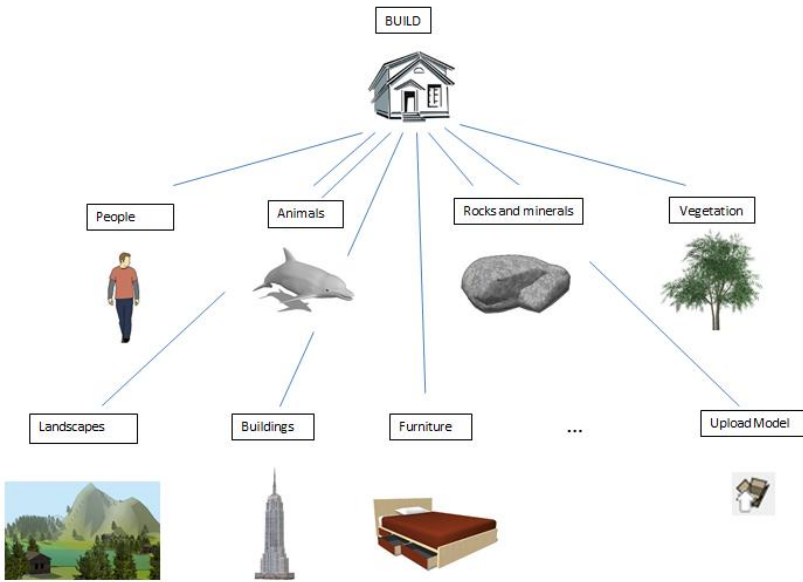 BUILD
People
Animals
Rocks and minerals
Vegetation
Landscapes
Buildings
Furniture
...
Upload Model